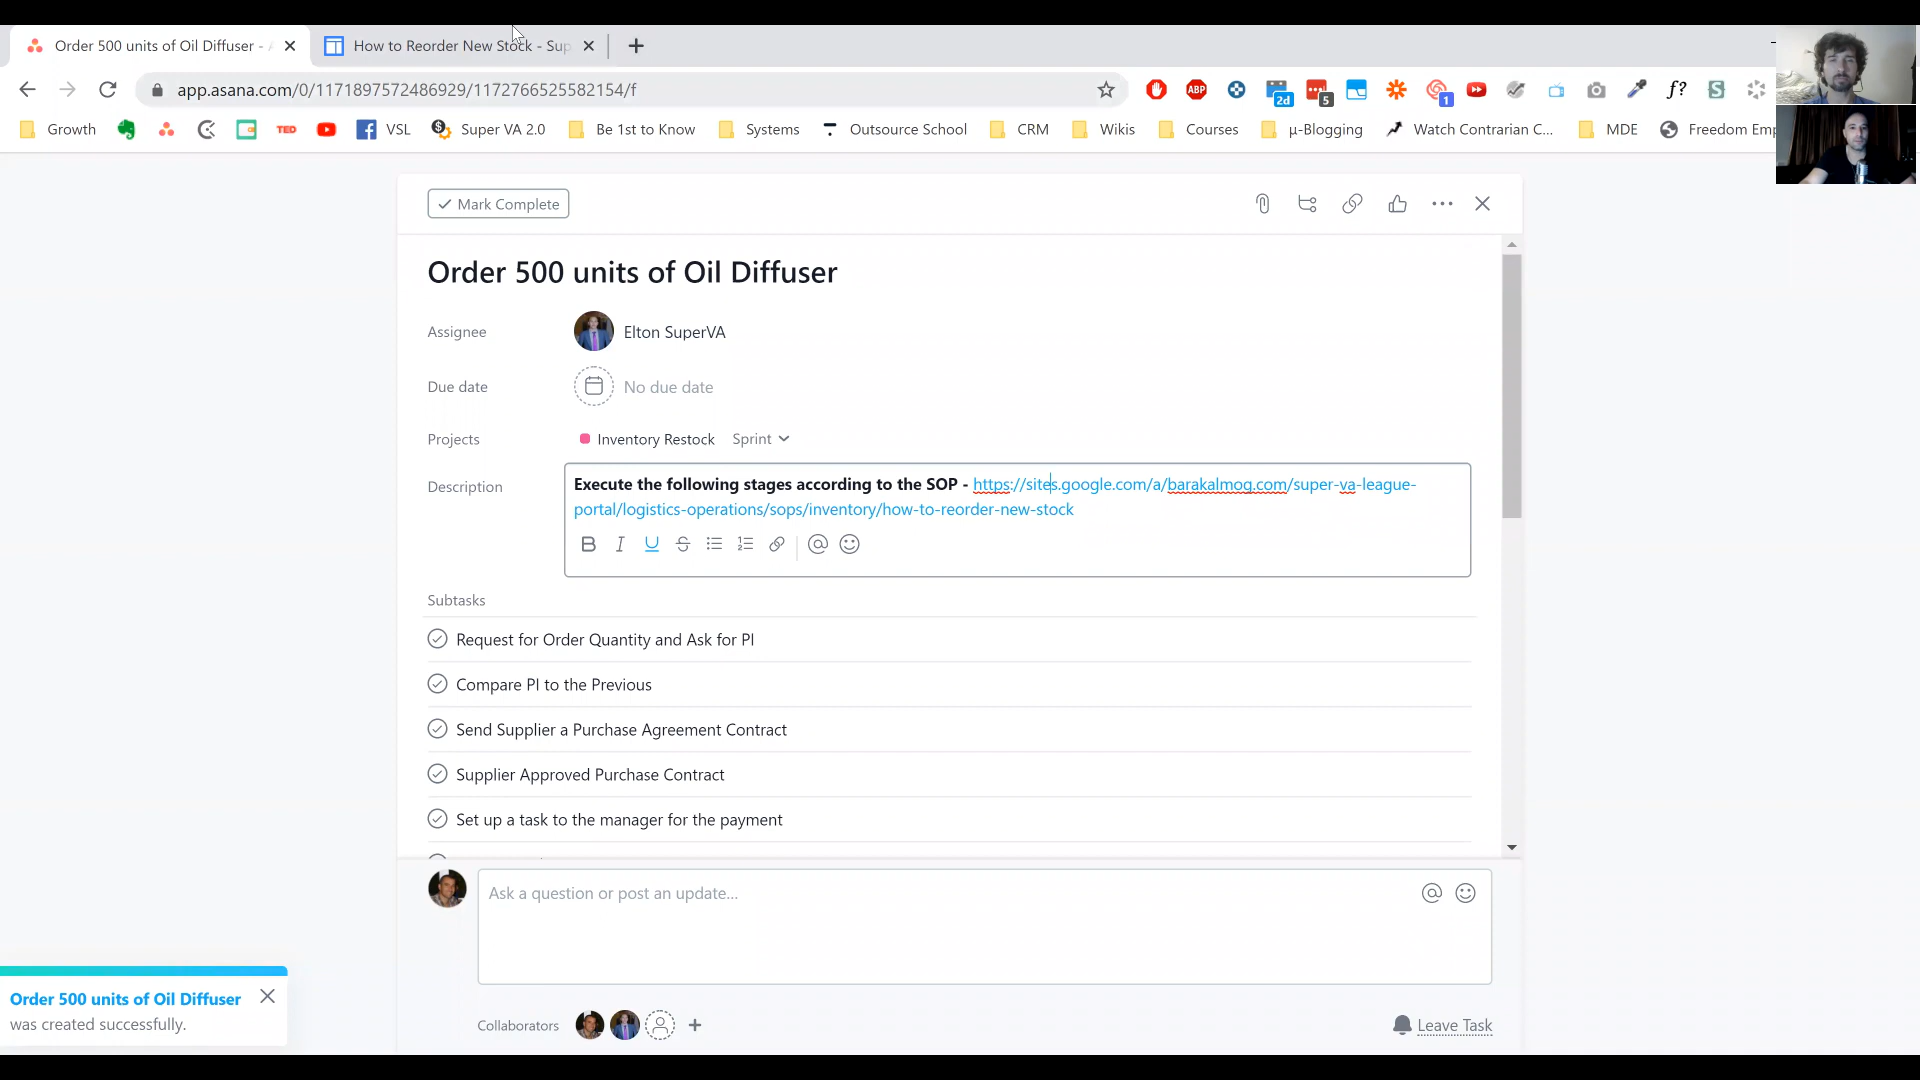 Order 500 units of Oil Diffuser - A
How to Reorder New Stock - Sup
app.asana.com/0/1171897572486929/1172766525582154/f
ABP
2d
5
1
f?
S
Growth
TED
VSL
Super VA 2.0
Be 1st to Know
Systems
Outsource School
CRM
Wikis
Courses
µ-Blogging
Watch Contrarian C...
MDE
Freedom Emp
Mark Complete
Order 500 units of Oil Diffuser
Assignee
Elton SuperVA
Due date
No due date
Projects
Inventory Restock
Sprint
Description
Execute the following stages according to the SOP - https://sites.google.com/a/barakalmog.com/super-va-league-
portal/logistics-operations/sops/inventory/how-to-reorder-new-stock
Subtasks
Request for Order Quantity and Ask for PI
Compare PI to the Previous
Send Supplier a Purchase Agreement Contract
Supplier Approved Purchase Contract
Set up a task to the manager for the payment
Ask a question or post an update...
Order 500 units of Oil Diffuser
was created successfully.
Collaborators
Leave Task